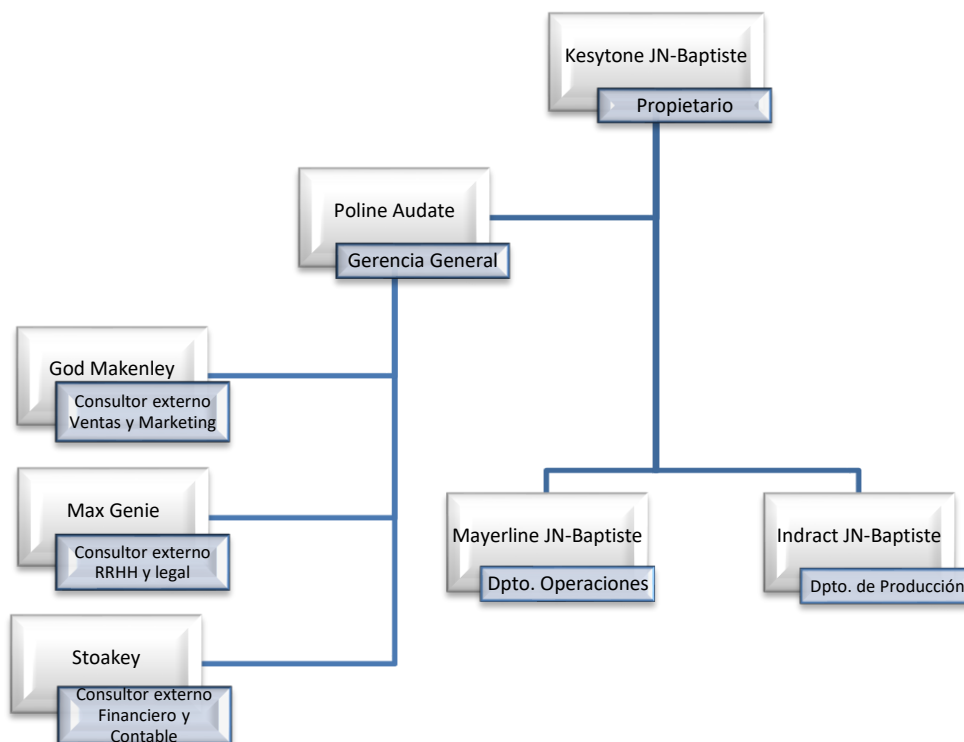 Kesytone JN-Baptiste
Propietario
Poline Audate
Gerencia General
God Makenley
Consultor externo
Ventas y Marketing
Max Genie
Consultor externo
RRHH y legal
Stoakey
Consultor externo
Financiero y
Contable
Mayerline JN-Baptiste
Dpto. Operaciones
Indract JN-Baptiste
Dpto. de Producción